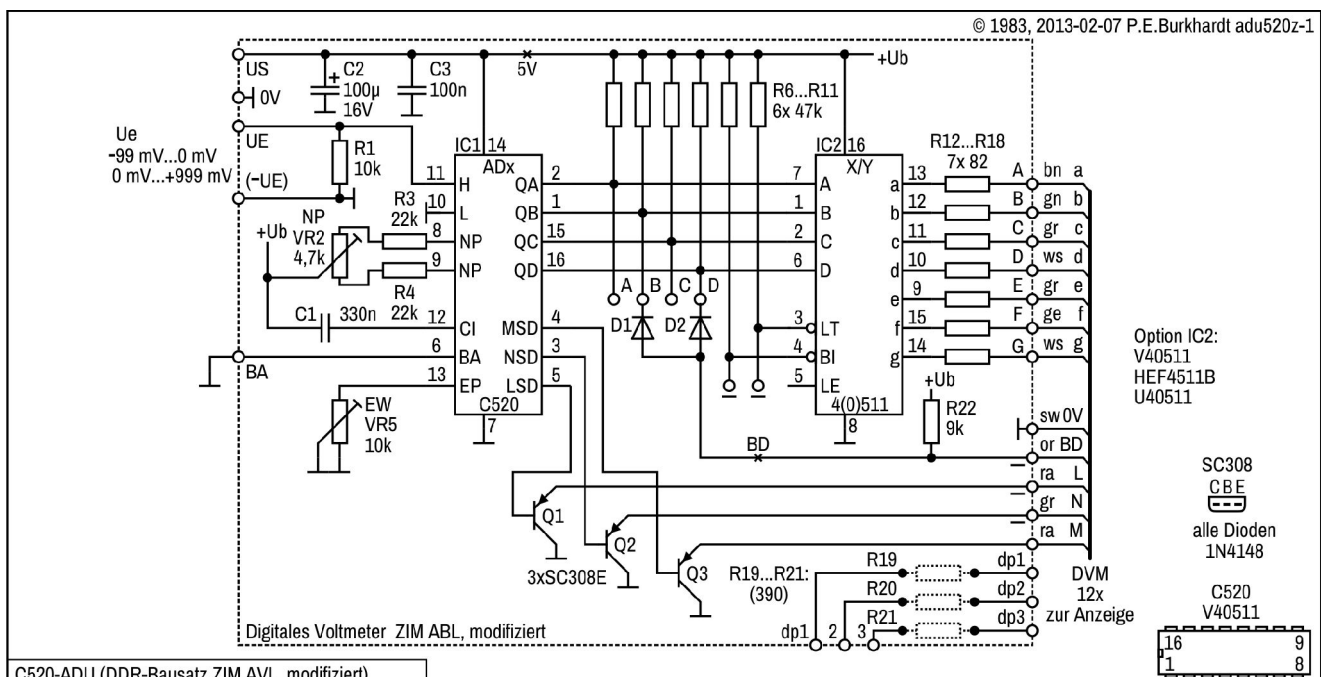 © 1983, 2013-02-07 P.E.Burkhardt adu520z-1
US
0V
C2
100µ
16V
+
C3
100n
5V
+Ub
R6...R11
6x 47k
Ue
-99 mV...0 mV
0 mV...+999 mV
UE
(-UE)
R1
10k
IC1 14
ADx
11 H
10 L
8 NP
9 NP
12 CI
6 BA
13 EP
QA 2
QB 1
QC 15
QD 16
MSD 4
NSD 3
LSD 5
C520
7
R3
22k
NP
VR2
4,7k
+Ub
R4
22k
C1 330n
BA
EW
VR5
10k
A B C D
D1 D2
IC2 16
X/Y
7 A
1 B
2 C
6 D
3 LT
4 BI
5 LE
a 13
b 12
c 11
d 10
e 9
f 15
g 14
4(0)511
8
R12...R18
7x 82
A bn a
B gn b
C gr c
D ws d
E gr e
F ge f
G ws g
+Ub
R22
9k
sw 0V
BD
or BD
ra L
gr N
ra M
Q1
Q2
Q3
3xSC308E
R19...R21:
(390)
R19 dp1
R20 dp2
R21 dp3
dp1 2 3
DVM
12x
zur Anzeige
Option IC2:
V40511
HEF4511B
U40511
SC308
C B E
alle Dioden
1N4148
C520
V40511
16 9
1 8
Digitales Voltmeter ZIM ABL, modifiziert
C520-ADU (DDR-Bausatz ZIM AVL, modifiziert)